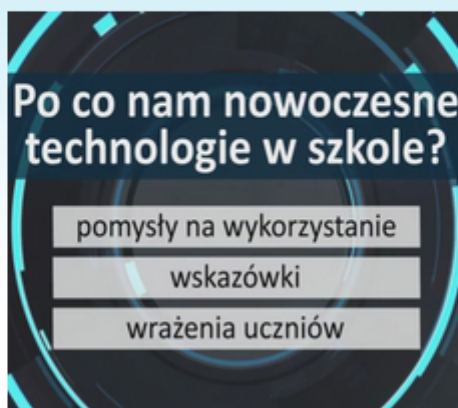 Po co nam nowoczesne
technologie w szkole?
pomysły na wykorzystanie
wskazówki
wrażenia uczniów